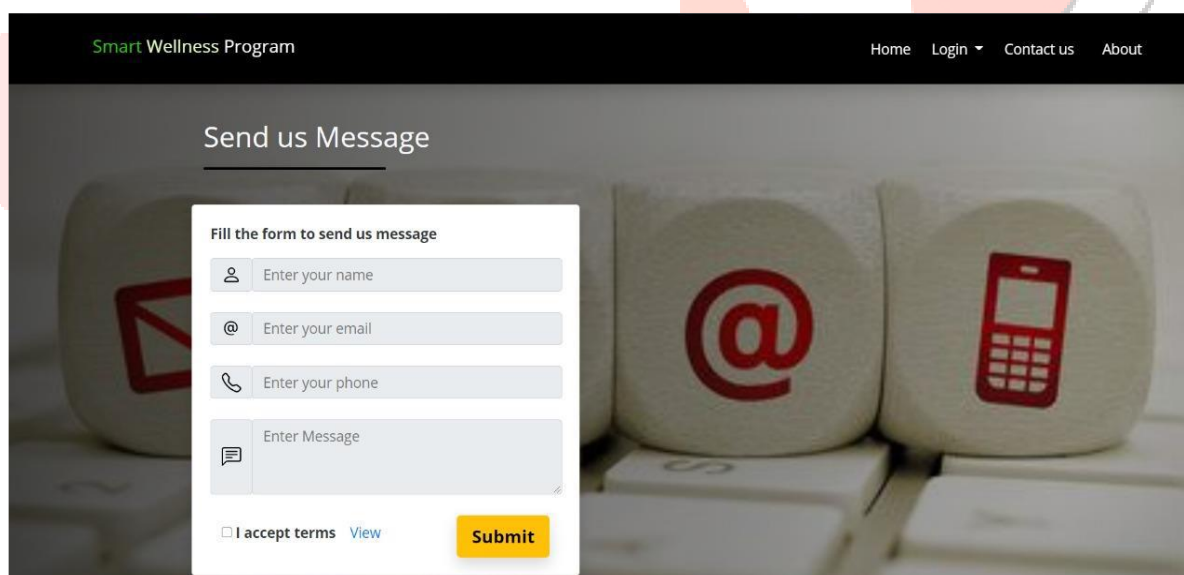 Smart Wellness Program
Home Login Contact us About
Send us Message
Fill the form to send us message
Enter your name
@ Enter your email
Enter your phone
Enter Message
I accept terms View
Submit
@